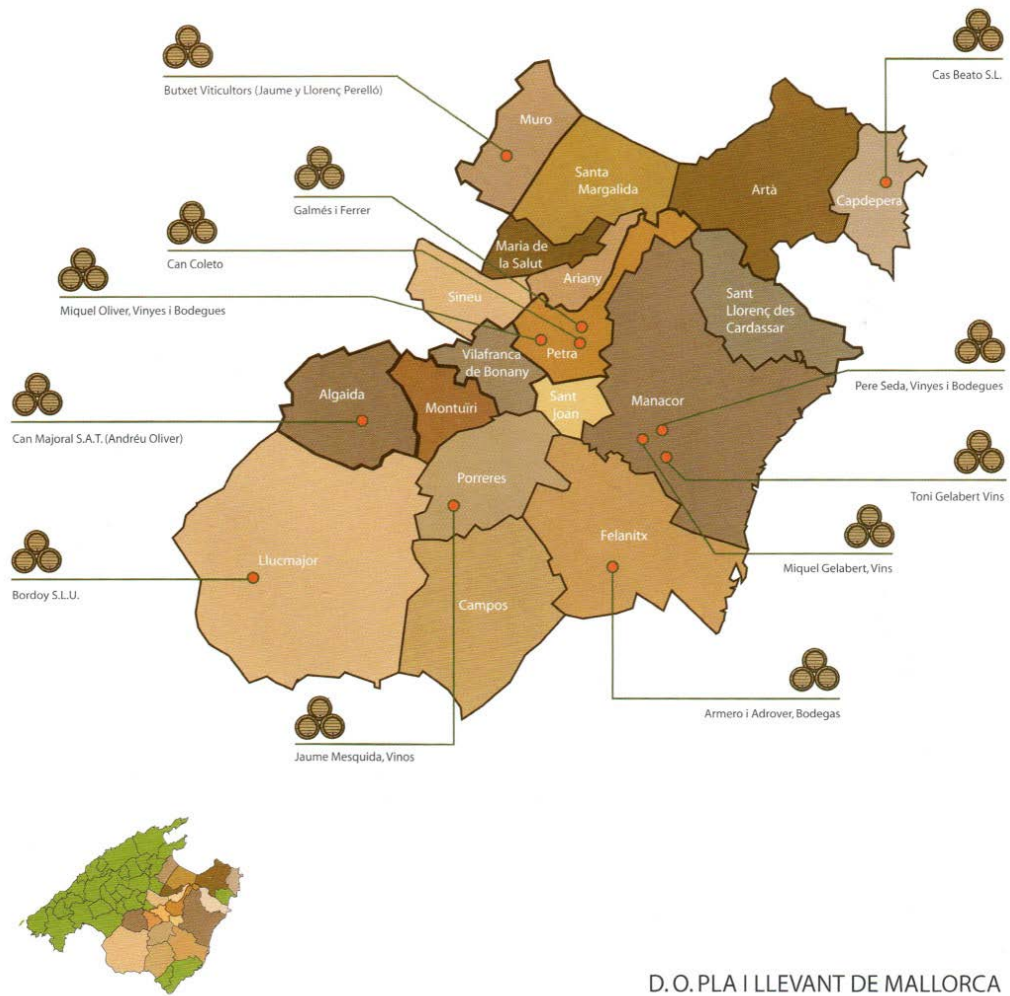 Butxet Viticultors (Jaume y Llorenç Perelló)
Cas Beato S.L.
Muro
Santa
Margalida
Artà
Capdepera
Galmés i Ferrer
Can Coleto
Maria de
la Salut
Ariany
Sineu
Sant
Llorenç des
Cardassar
Miquel Oliver, Vinyes i Bodegues
Petra
Vilafranca
de Bonany
Algaida
Montuïri
Sant
Joan
Manacor
Pere Seda, Vinyes i Bodegues
Can Majoral S.A.T. (Andréu Oliver)
Porreres
Toni Gelabert Vins
Felanitx
Llucmajor
Miquel Gelabert, Vins
Bordoy S.L.U.
Campos
Armero i Adrover, Bodegas
Jaume Mesquida, Vinos
D.O. PLA I LLEVANT DE MALLORCA